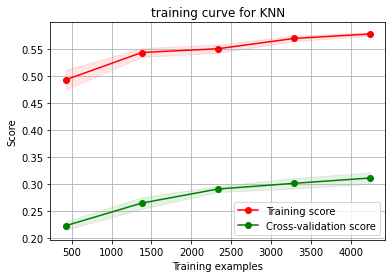 training curve for KNN
Score
0.55
0.50
0.45
0.40
0.35
0.30
0.25
0.20
Training score
Cross-validation score
500 1000 1500 2000 2500 3000 3500 4000
Training examples